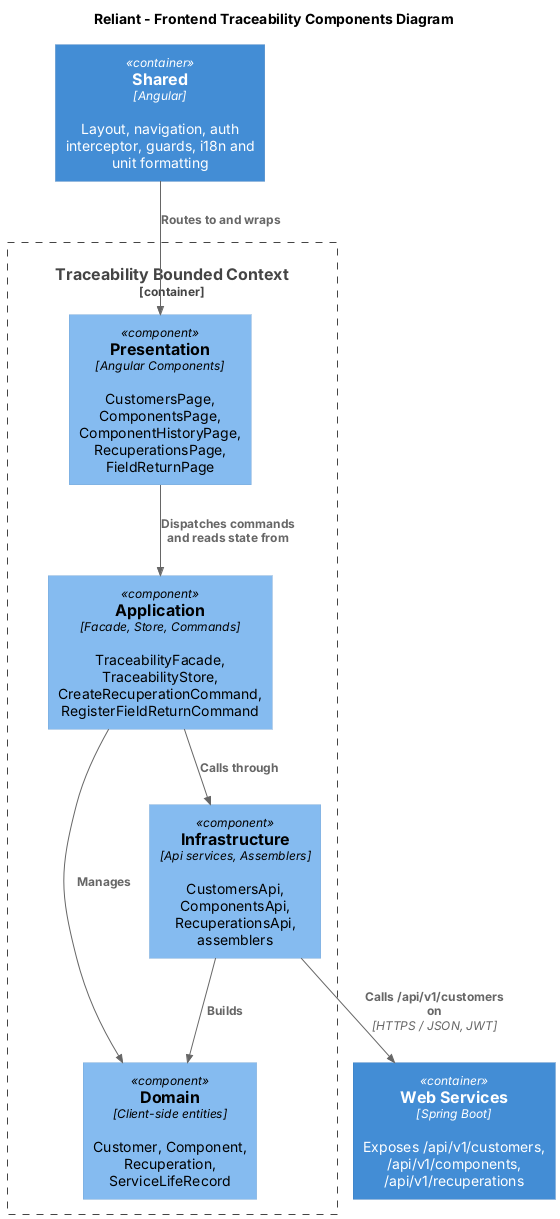 Reliant - Frontend Traceability Components Diagram
«container»
Shared
[Angular]
Layout, navigation, auth
interceptor, guards, i18n and
unit formatting
Routes to and wraps
Traceability Bounded Context
[container]
«component»
Presentation
[Angular Components]
CustomersPage,
ComponentsPage,
ComponentHistoryPage,
RecuperationsPage,
FieldReturnPage
Dispatches commands
and reads state from
«component»
Application
[Facade, Store, Commands]
TraceabilityFacade,
TraceabilityStore,
CreateRecuperationCommand,
RegisterFieldReturnCommand
Calls through
«component»
Infrastructure
[Api services, Assemblers]
CustomersApi,
ComponentsApi,
RecuperationsApi,
assemblers
Manages
Builds
Calls /api/v1/customers
on
[HTTPS / JSON, JWT]
«component»
Domain
[Client-side entities]
Customer, Component,
Recuperation,
ServiceLifeRecord
«container»
Web Services
[Spring Boot]
Exposes /api/v1/customers,
/api/v1/components,
/api/v1/recuperations